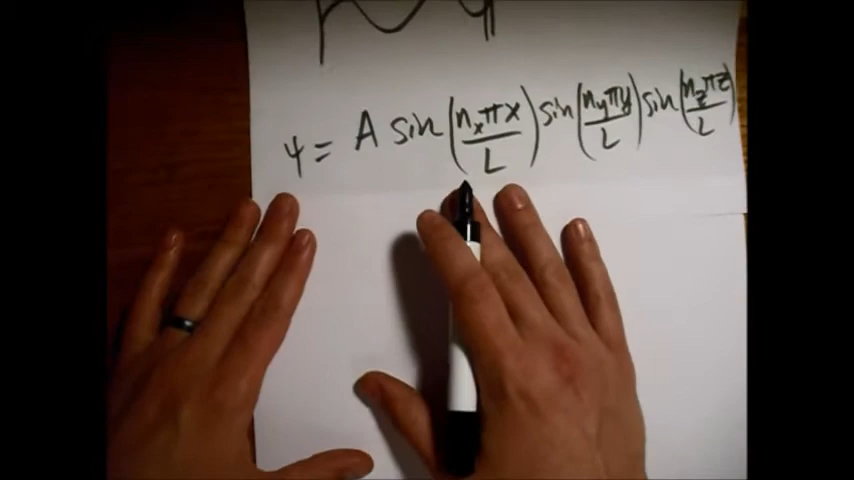 ψ = A sin(nₓπx/L) sin(n_yπy/L) sin(n_zπz/L)